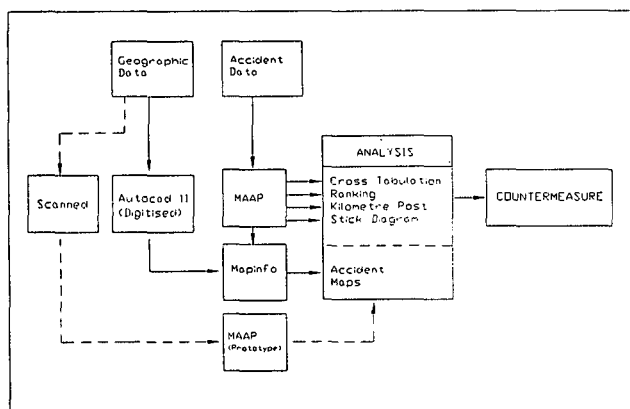 Geographic
Data
Accident
Data
Scanned
Autocad 11
(Digitised)
MAAP
ANALYSIS
Cross Tabulation
Ranking
Kilometre Post
Stick Diagram
COUNTERMEASURE
Mapinfo
Accident
Maps
MAAP
(Prototype)